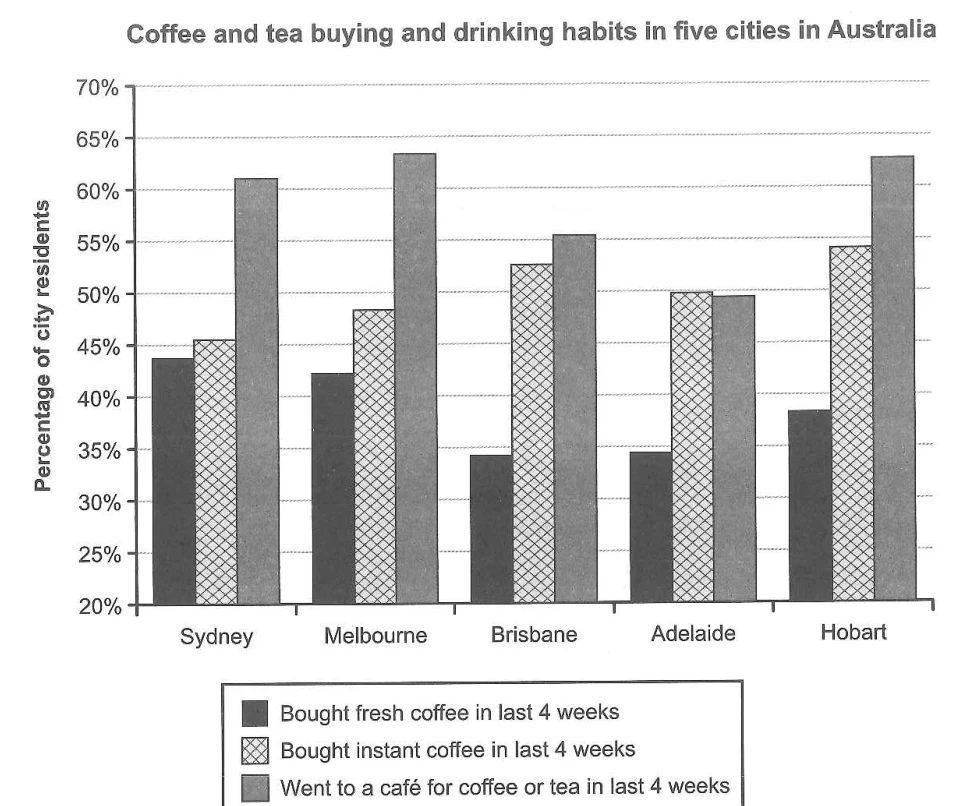 Coffee and tea buying and drinking habits in five cities in Australia
Percentage of city residents
70%
65%
60%
55%
50%
45%
40%
35%
30%
25%
20%
Sydney Melbourne Brisbane Adelaide Hobart
Bought fresh coffee in last 4 weeks
Bought instant coffee in last 4 weeks
Went to a café for coffee or tea in last 4 weeks